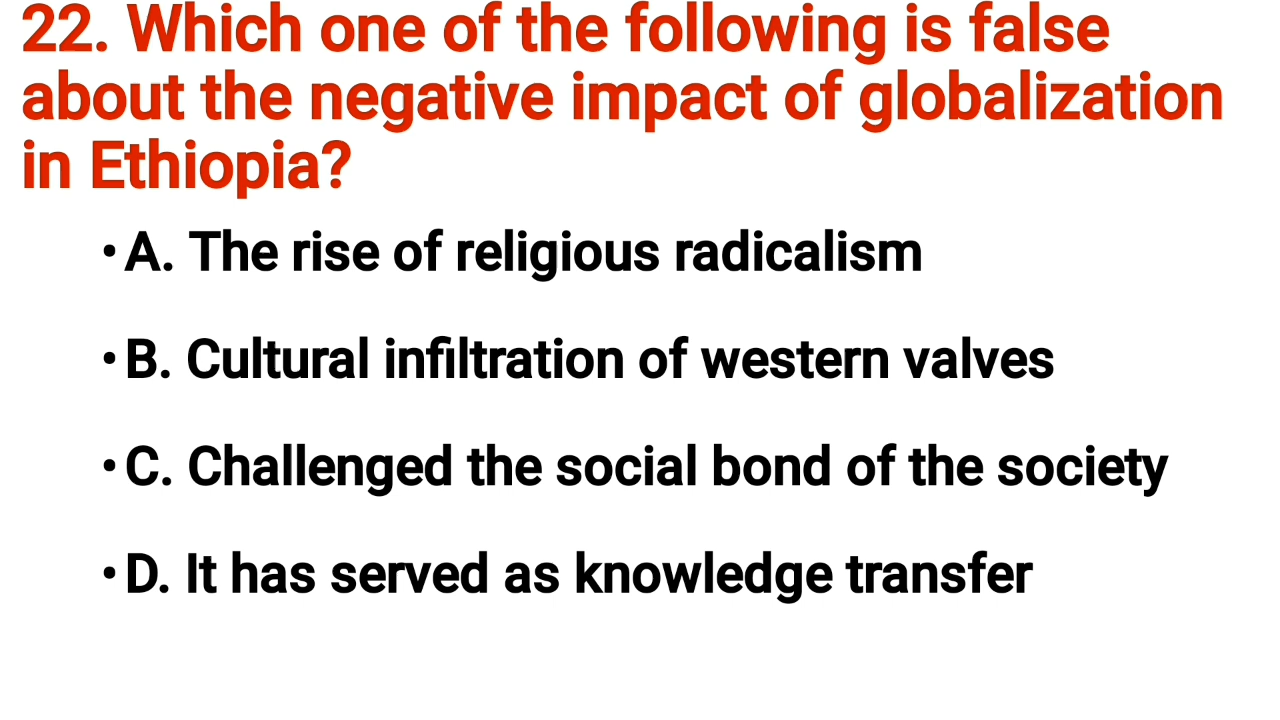 22. Which one of the following is false
about the negative impact of globalization
in Ethiopia?
• A. The rise of religious radicalism
• B. Cultural infiltration of western valves
• C. Challenged the social bond of the society
• D. It has served as knowledge transfer